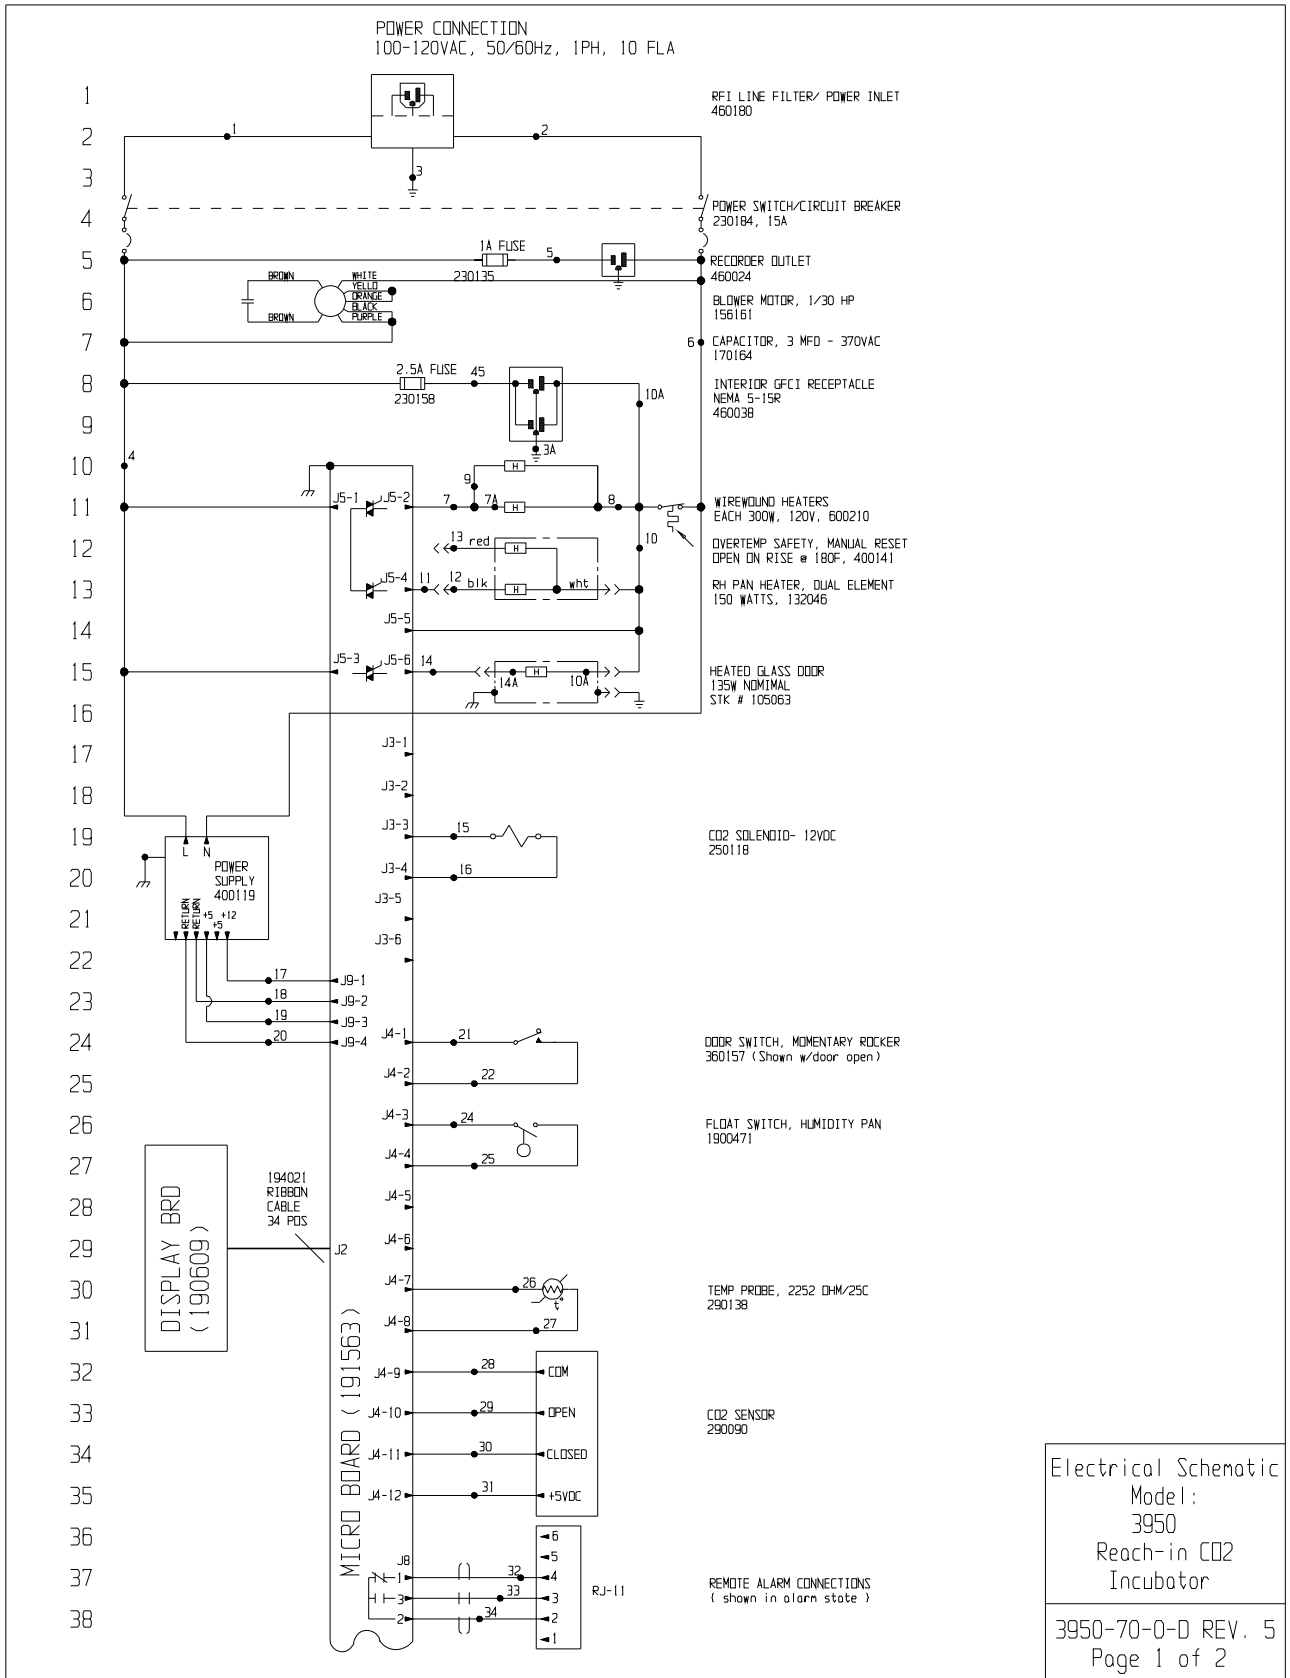 POWER CONNECTION
100-120VAC, 50/60Hz, 1PH, 10 FLA
1
RFI LINE FILTER/ POWER INLET
460180
2
1
2
3
3
4
POWER SWITCH/CIRCUIT BREAKER
230184, 15A
5
1A FUSE
230135
5
RECORDER OUTLET
460024
6
BROWN
BROWN
WHITE
YELLO
ORANGE
BLACK
PURPLE
BLOWER MOTOR, 1/30 HP
156161
7
6
CAPACITOR, 3 MFD - 370VAC
170164
8
2.5A FUSE
230158
45
10A
INTERIOR GFCI RECEPTACLE
NEMA 5-15R
460038
9
3A
10
4
H
9
11
J5-1
J5-2
7
7A
H
8
WIREWOUND HEATERS
EACH 300W, 120V, 600210
12
13 red
H
10
OVERTEMP SAFETY, MANUAL RESET
OPEN ON RISE @ 180F, 400141
13
J5-4
11
12 blk
H
wht
RH PAN HEATER, DUAL ELEMENT
150 WATTS, 132046
14
J5-5
15
J5-3
J5-6
14
14A
H
10A
HEATED GLASS DOOR
135W NOMIMAL
STK # 105063
16
17
J3-1
18
J3-2
19
J3-3
15
CO2 SOLENOID- 12VDC
250118
L N
POWER
SUPPLY
400119
20
J3-4
16
21
RETURN
RETURN
+5
+5
+12
J3-5
22
J3-6
17
J9-1
23
18
J9-2
19
J9-3
24
20
J9-4
J4-1
21
DOOR SWITCH, MOMENTARY ROCKER
360157 (Shown w/door open)
25
J4-2
22
26
J4-3
24
FLOAT SWITCH, HUMIDITY PAN
1900471
27
J4-4
25
194021
RIBBON
CABLE
34 POS
28
J4-5
29
J2
J4-6
DISPLAY BRD
(190609)
30
J4-7
26
t°
TEMP PROBE, 2252 OHM/25C
290138
31
J4-8
27
MICRO BOARD (191563)
32
J4-9
28
COM
33
J4-10
29
OPEN
CO2 SENSOR
290090
34
J4-11
30
CLOSED
35
J4-12
31
+5VDC
36
6
5
37
J8
1
32
4
REMOTE ALARM CONNECTIONS
( shown in alarm state )
3
33
3
RJ-11
38
2
34
2
1
Electrical Schematic
Model:
3950
Reach-in CO2
Incubator
3950-70-0-D REV. 5
Page 1 of 2